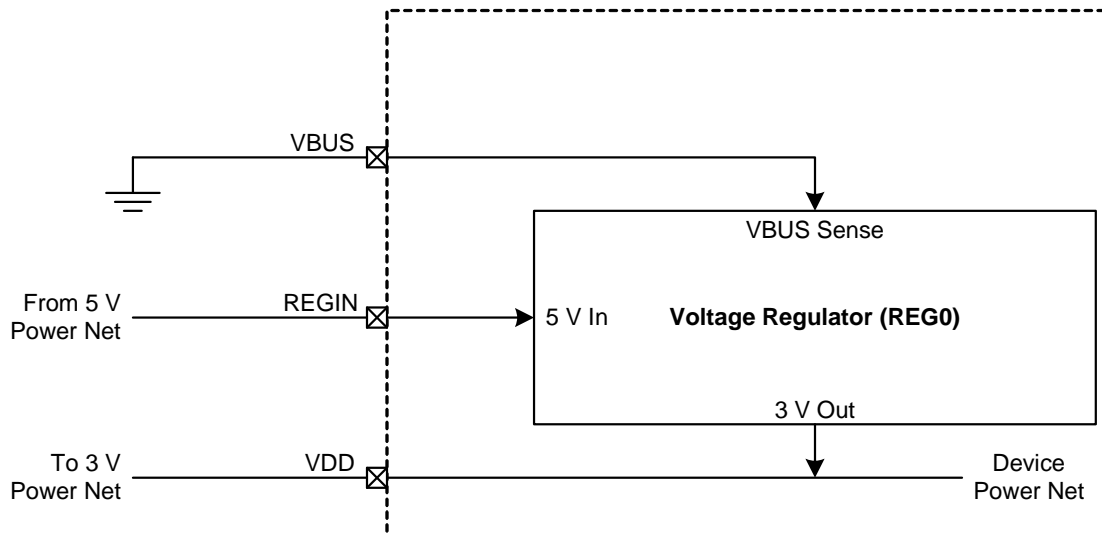 VBUS
VBUS Sense
From 5 V
Power Net
REGIN
5 V In
Voltage Regulator (REG0)
3 V Out
To 3 V
Power Net
VDD
Device
Power Net